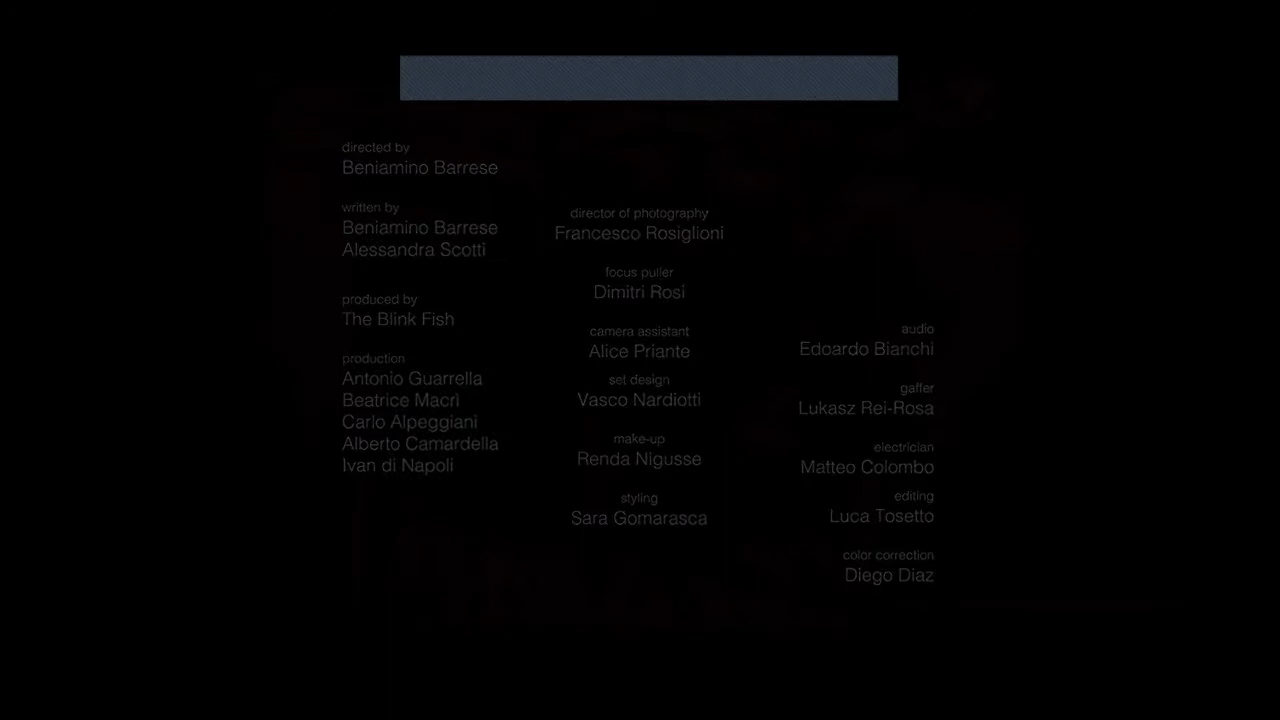 directed by
Beniamino Barrese
written by
Beniamino Barrese
Alessandra Scotti
produced by
The Blink Fish
production
Antonio Guarrella
Beatrice Macrì
Carlo Alpeggiani
Alberto Camardella
Ivan di Napoli
director of photography
Francesco Rosiglioni
focus puller
Dimitri Rosi
camera assistant
Alice Priante
set design
Vasco Nardiotti
make-up
Renda Nigusse
styling
Sara Gomarasca
audio
Edoardo Bianchi
gaffer
Lukasz Rei-Rosa
electrician
Matteo Colombo
editing
Luca Tosetto
color correction
Diego Diaz